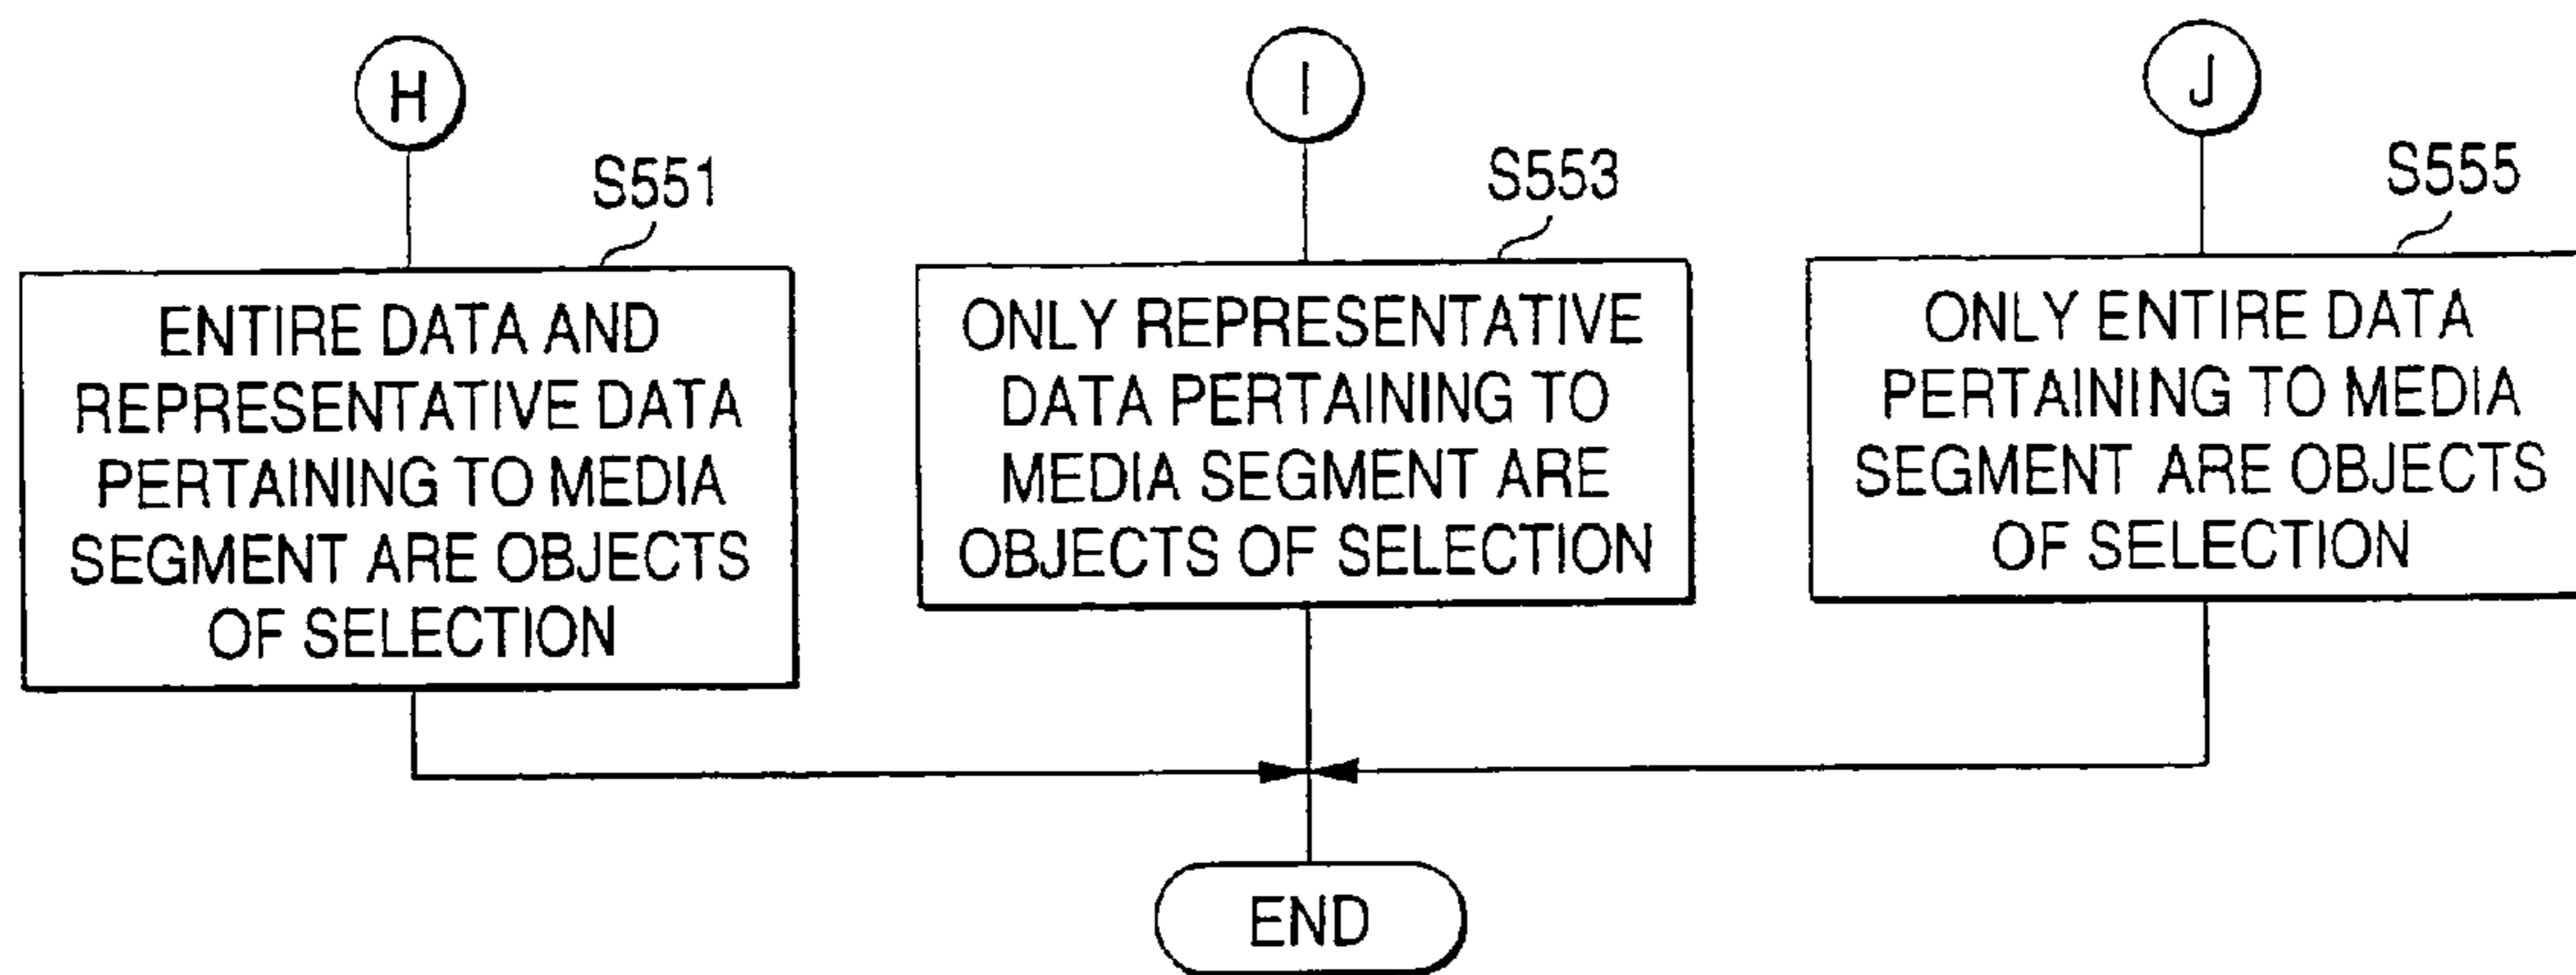 H
S551
ENTIRE DATA AND
REPRESENTATIVE DATA
PERTAINING TO MEDIA
SEGMENT ARE OBJECTS
OF SELECTION
I
S553
ONLY REPRESENTATIVE
DATA PERTAINING TO
MEDIA SEGMENT ARE
OBJECTS OF SELECTION
J
S555
ONLY ENTIRE DATA
PERTAINING TO MEDIA
SEGMENT ARE OBJECTS
OF SELECTION
END